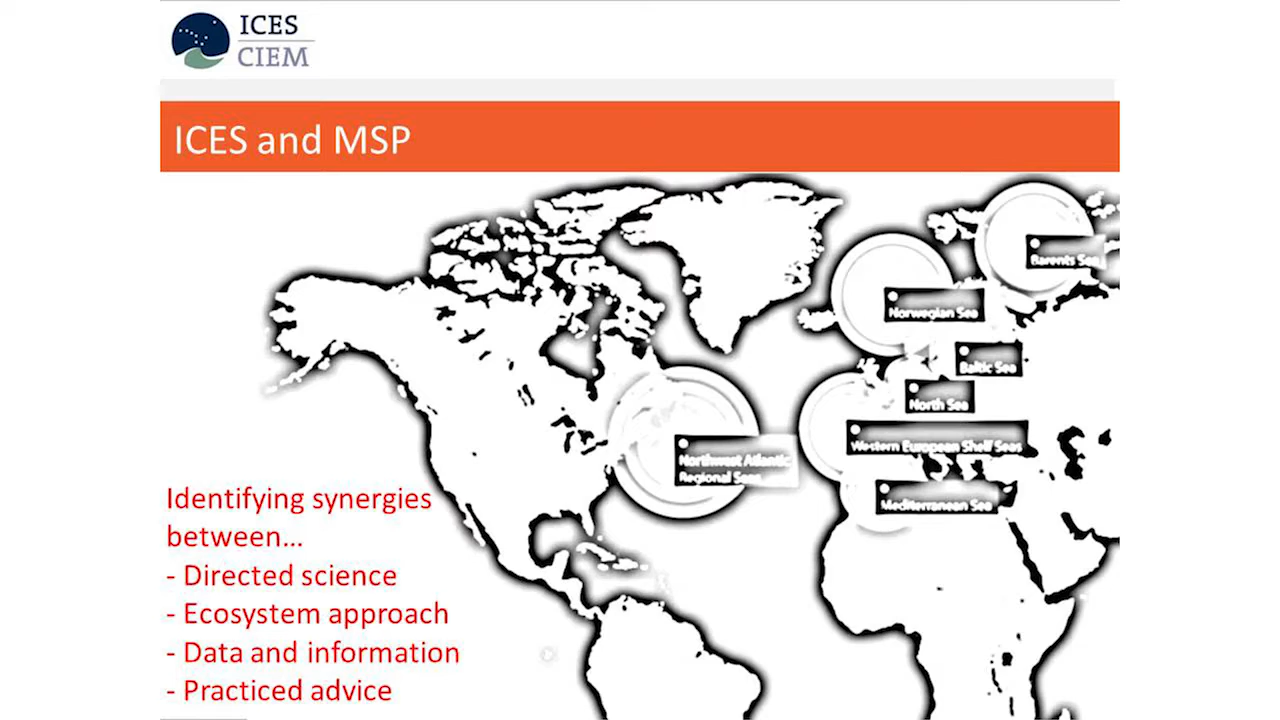 ICES
CIEM
ICES and MSP
Barents Sea
Norwegian Sea
Baltic Sea
North Sea
Western European Shelf Seas
Northwest Atlantic
Regional Seas
Mediterranean Sea
Identifying synergies
between...
- Directed science
- Ecosystem approach
- Data and information
- Practiced advice